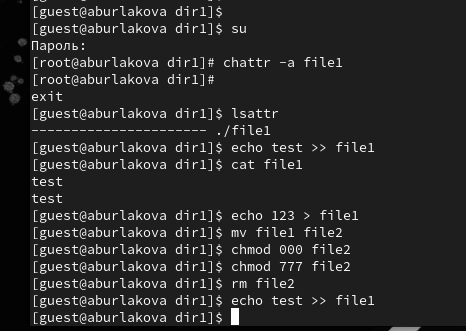 [guest@aburlakova dir1]$
[guest@aburlakova dir1]$ su
Пароль:
[root@aburlakova dir1]# chattr -a file1
[root@aburlakova dir1]#
exit
[guest@aburlakova dir1]$ lsattr
---------------------- ./file1
[guest@aburlakova dir1]$ echo test >> file1
[guest@aburlakova dir1]$ cat file1
test
test
[guest@aburlakova dir1]$ echo 123 > file1
[guest@aburlakova dir1]$ mv file1 file2
[guest@aburlakova dir1]$ chmod 000 file2
[guest@aburlakova dir1]$ chmod 777 file2
[guest@aburlakova dir1]$ rm file2
[guest@aburlakova dir1]$ echo test >> file1
[guest@aburlakova dir1]$